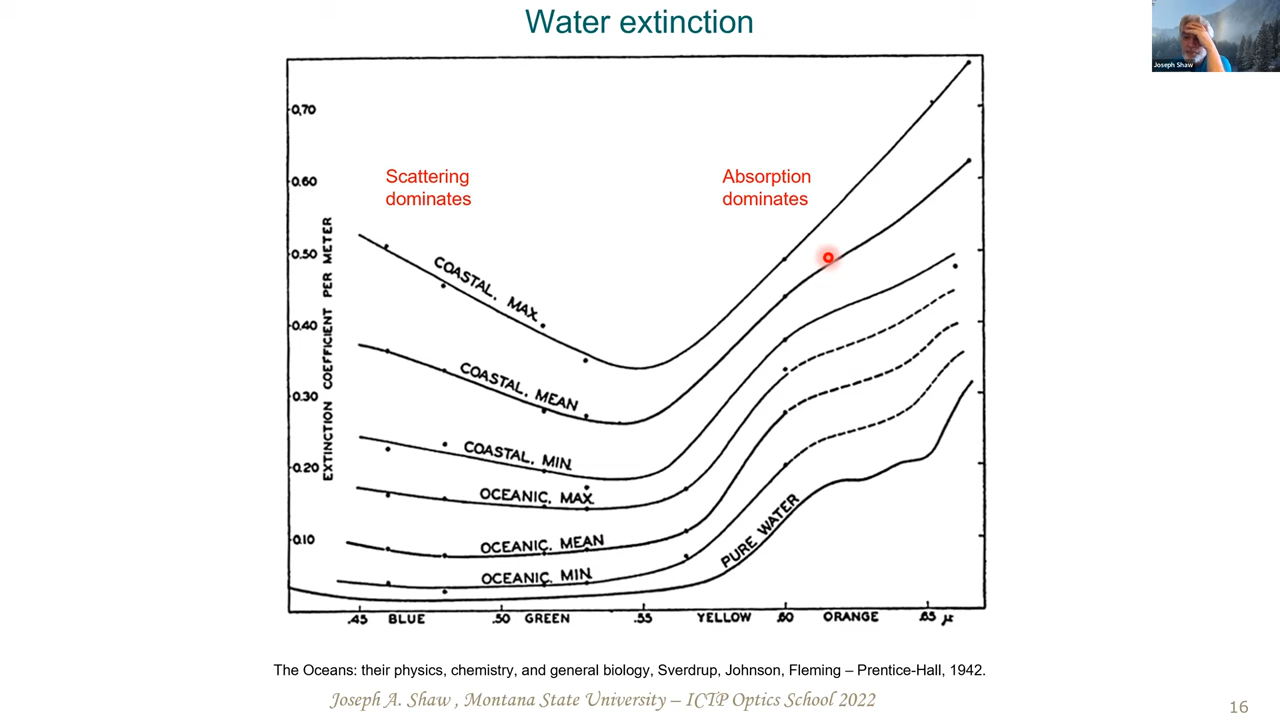 Water extinction
Joseph Shaw
0,70
0.60
0.50
0.40
0.30
0.20
0.10
EXTINCTION COEFFICIENT PER METER
Scattering
dominates
Absorption
dominates
COASTAL. MAX.
COASTAL. MEAN
COASTAL. MIN.
OCEANIC. MAX.
OCEANIC. MEAN
OCEANIC. MIN.
PURE WATER
.45 BLUE .50 GREEN .55 YELLOW .60 ORANGE .65 µ
The Oceans: their physics, chemistry, and general biology, Sverdrup, Johnson, Fleming – Prentice-Hall, 1942.
Joseph A. Shaw , Montana State University – ICTP Optics School 2022
16